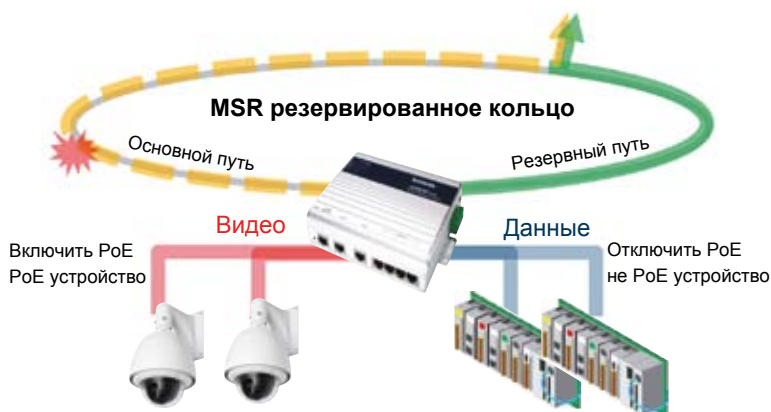 MSR резервированное кольцо
Основной путь
Резервный путь
Видео
Данные
Включить PoE
PoE устройство
Отключить PoE
не PoE устройство